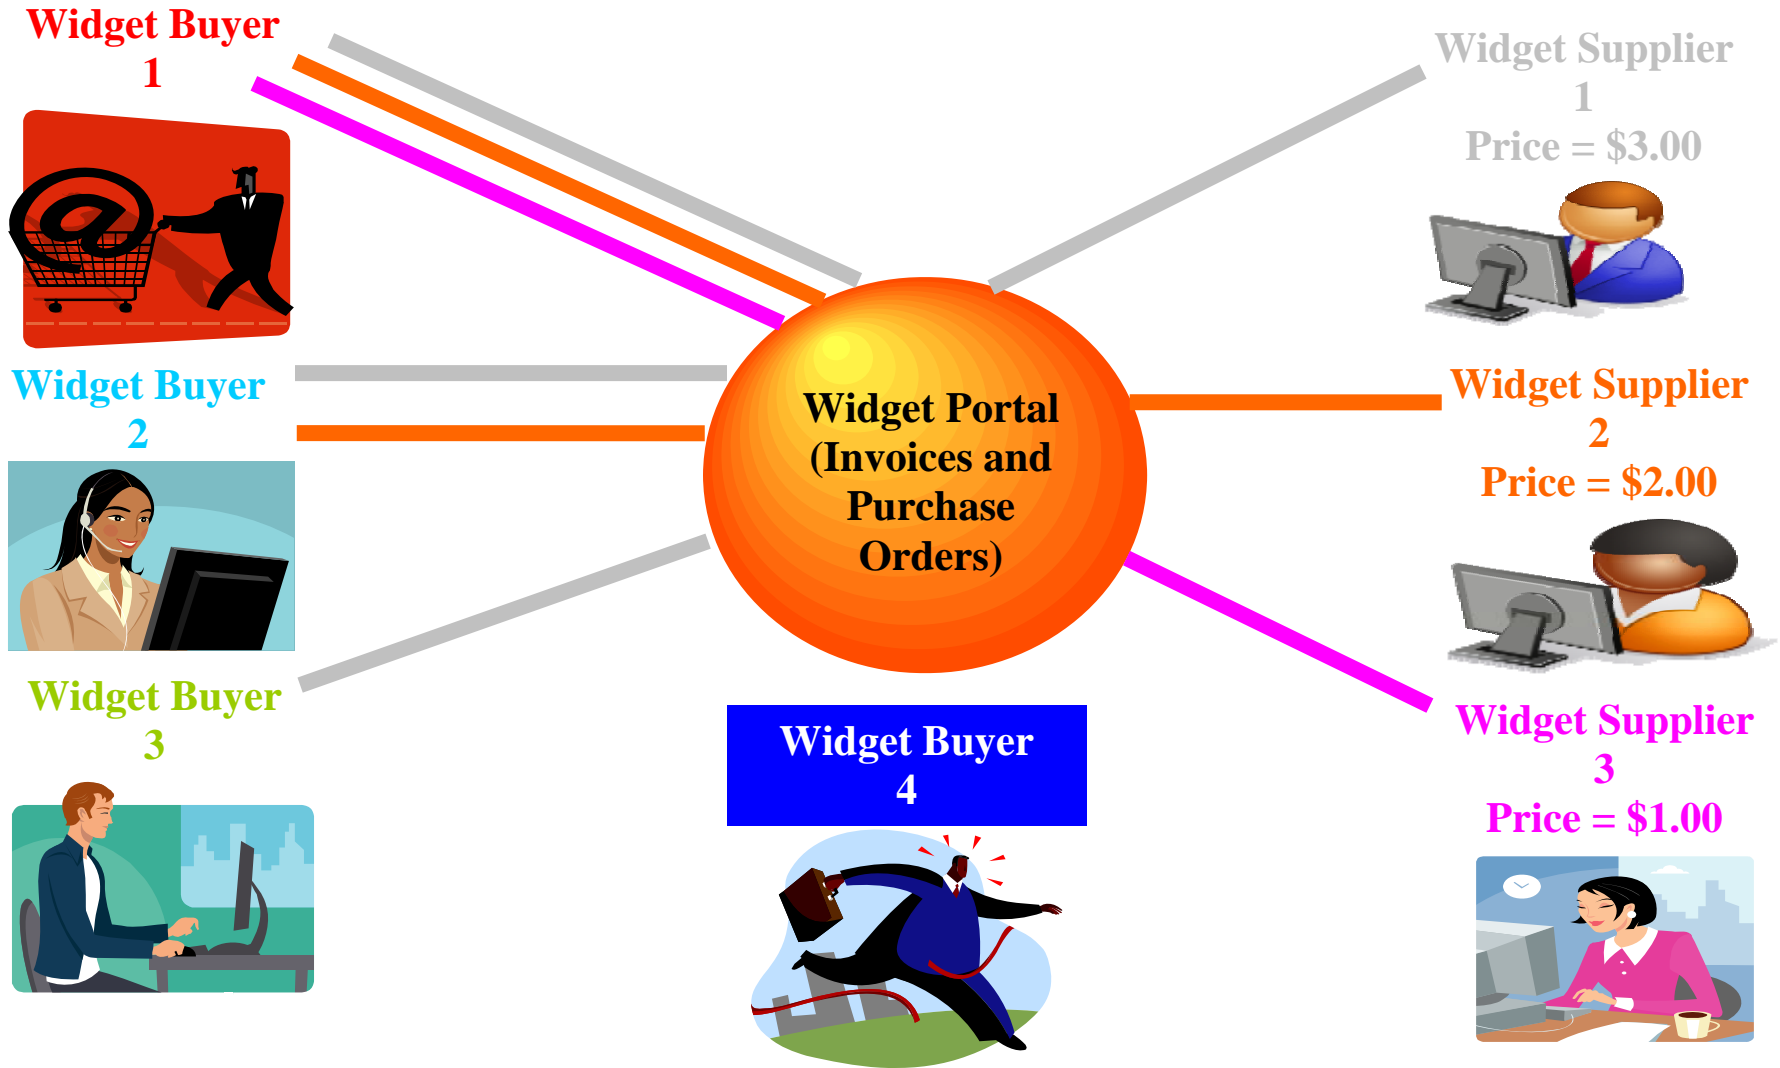 Widget Buyer
1
Widget Supplier
1
Price = $3.00
Widget Buyer
2
Widget Portal
(Invoices and
Purchase
Orders)
Widget Supplier
2
Price = $2.00
Widget Buyer
3
Widget Buyer
4
Widget Supplier
3
Price = $1.00
@